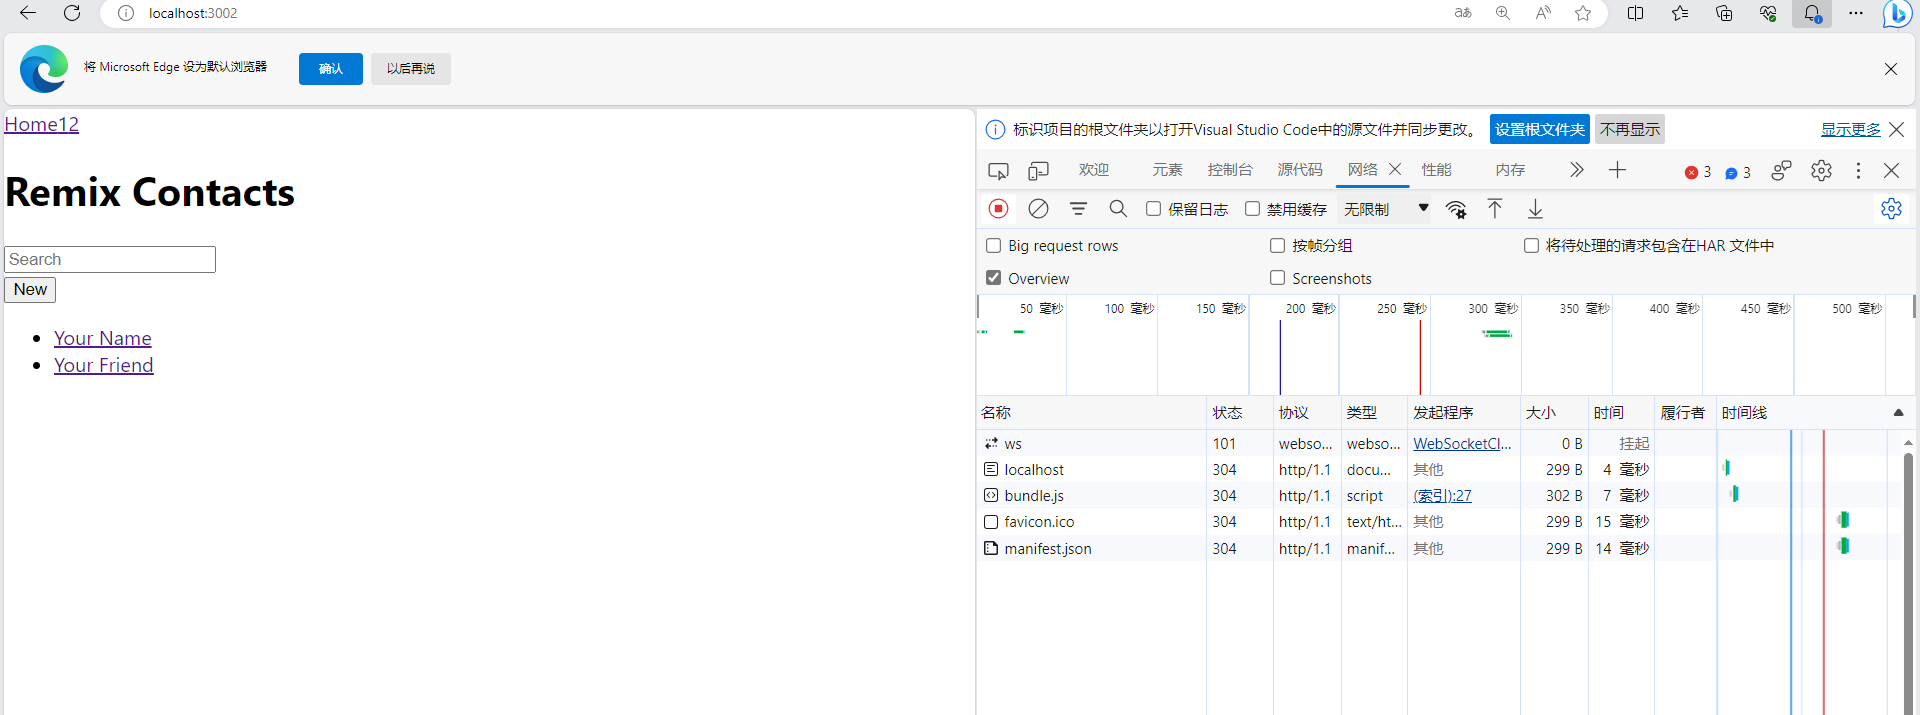 localhost:3002
将 Microsoft Edge 设为默认浏览器 确认 以后再说
Home12
Remix Contacts
Search
New
Your Name
Your Friend
标识项目的根文件夹以打开Visual Studio Code中的源文件并同步更改。 设置根文件夹 不再显示 显示更多
欢迎 元素 控制台 源代码 网络 性能 内存 3 3
保留日志 禁用缓存 无限制
Big request rows 按帧分组 将待处理的请求包含在HAR 文件中
Overview Screenshots
50 毫秒 100 毫秒 150 毫秒 200 毫秒 250 毫秒 300 毫秒 350 毫秒 400 毫秒 450 毫秒 500 毫秒
名称 状态 协议 类型 发起程序 大小 时间 履行者 时间线
ws 101 webso... webso... WebSocketCl... 0 B 挂起
localhost 304 http/1.1 docu... 其他 299 B 4 毫秒
bundle.js 304 http/1.1 script (索引):27 302 B 7 毫秒
favicon.ico 304 http/1.1 text/ht... 其他 299 B 15 毫秒
manifest.json 304 http/1.1 manif... 其他 299 B 14 毫秒